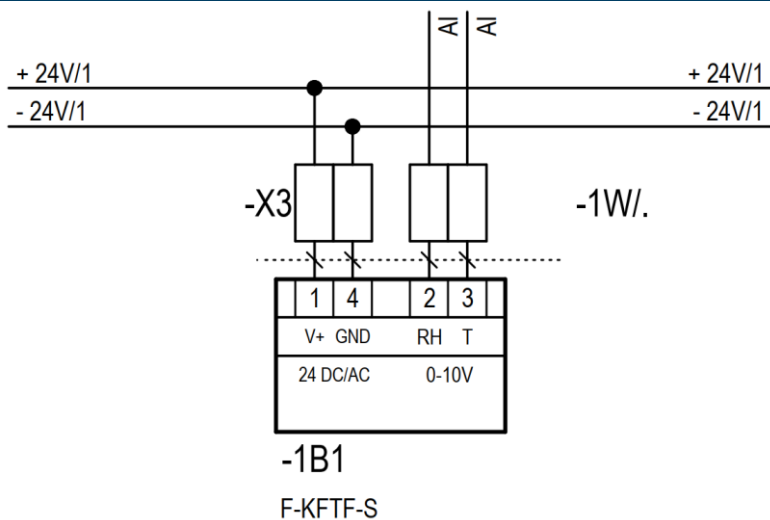 AI AI
+ 24V/1 + 24V/1
- 24V/1 - 24V/1
-X3 -1W/.
1 4 2 3
V+ GND RH T
24 DC/AC 0-10V
-1B1
F-KFTF-S